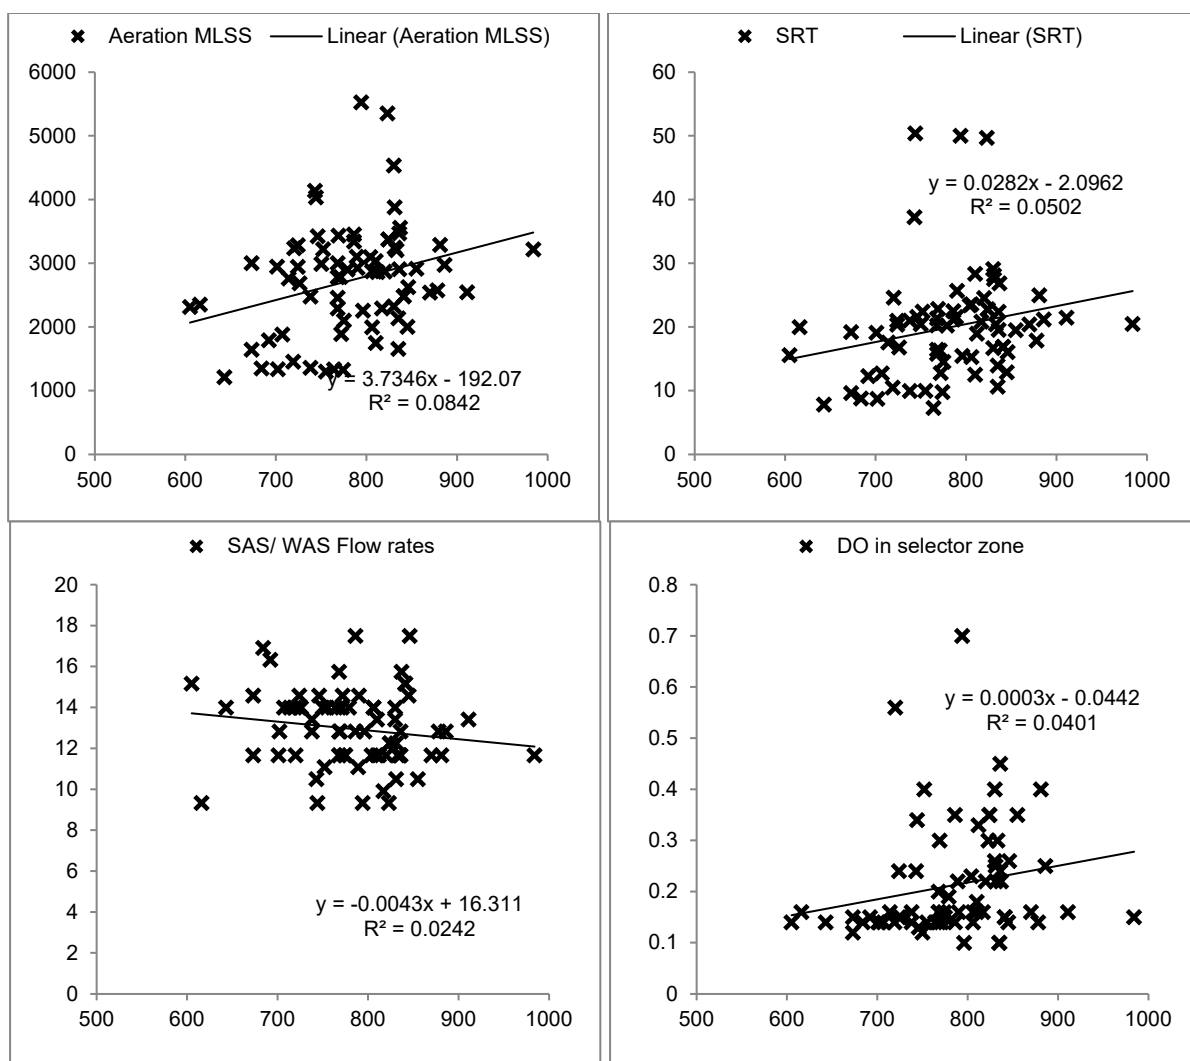 Aeration MLSS Linear (Aeration MLSS)
6000
5000
4000
3000
2000
1000
0
500 600 700 800 900 1000
y = 3.7346x - 192.07
R² = 0.0842
SRT Linear (SRT)
60
50
40
30
20
10
0
500 600 700 800 900 1000
y = 0.0282x - 2.0962
R² = 0.0502
SAS/ WAS Flow rates
20
18
16
14
12
10
8
6
4
2
0
500 600 700 800 900 1000
y = -0.0043x + 16.311
R² = 0.0242
DO in selector zone
0.8
0.7
0.6
0.5
0.4
0.3
0.2
0.1
0
500 600 700 800 900 1000
y = 0.0003x - 0.0442
R² = 0.0401